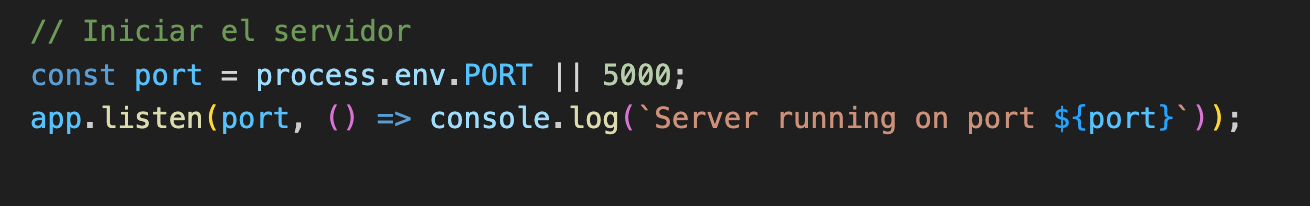 // Iniciar el servidor
const port = process.env.PORT || 5000;
app.listen(port, () => console.log(`Server running on port ${port}`));